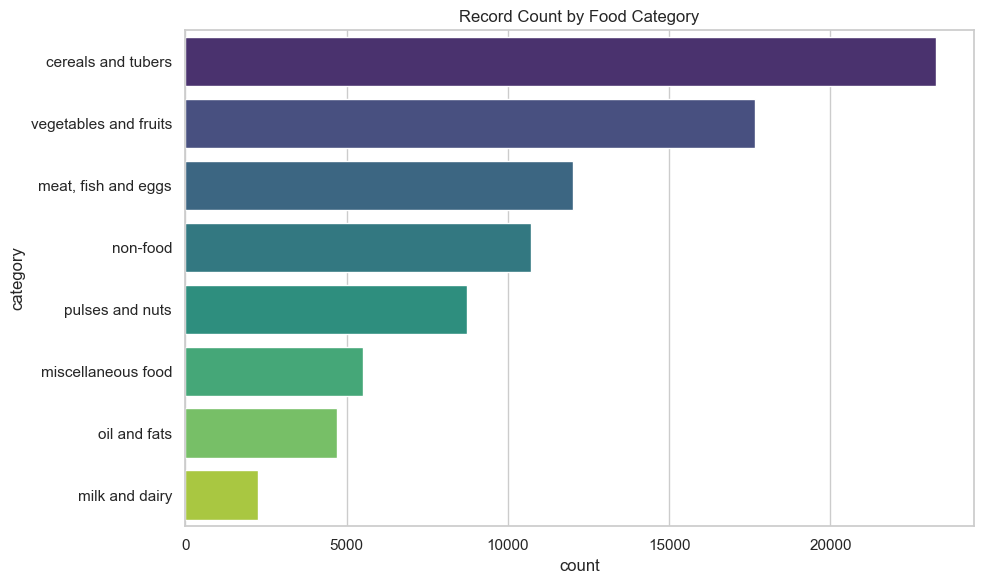 Record Count by Food Category
category
cereals and tubers
vegetables and fruits
meat, fish and eggs
non-food
pulses and nuts
miscellaneous food
oil and fats
milk and dairy
0 5000 10000 15000 20000
count